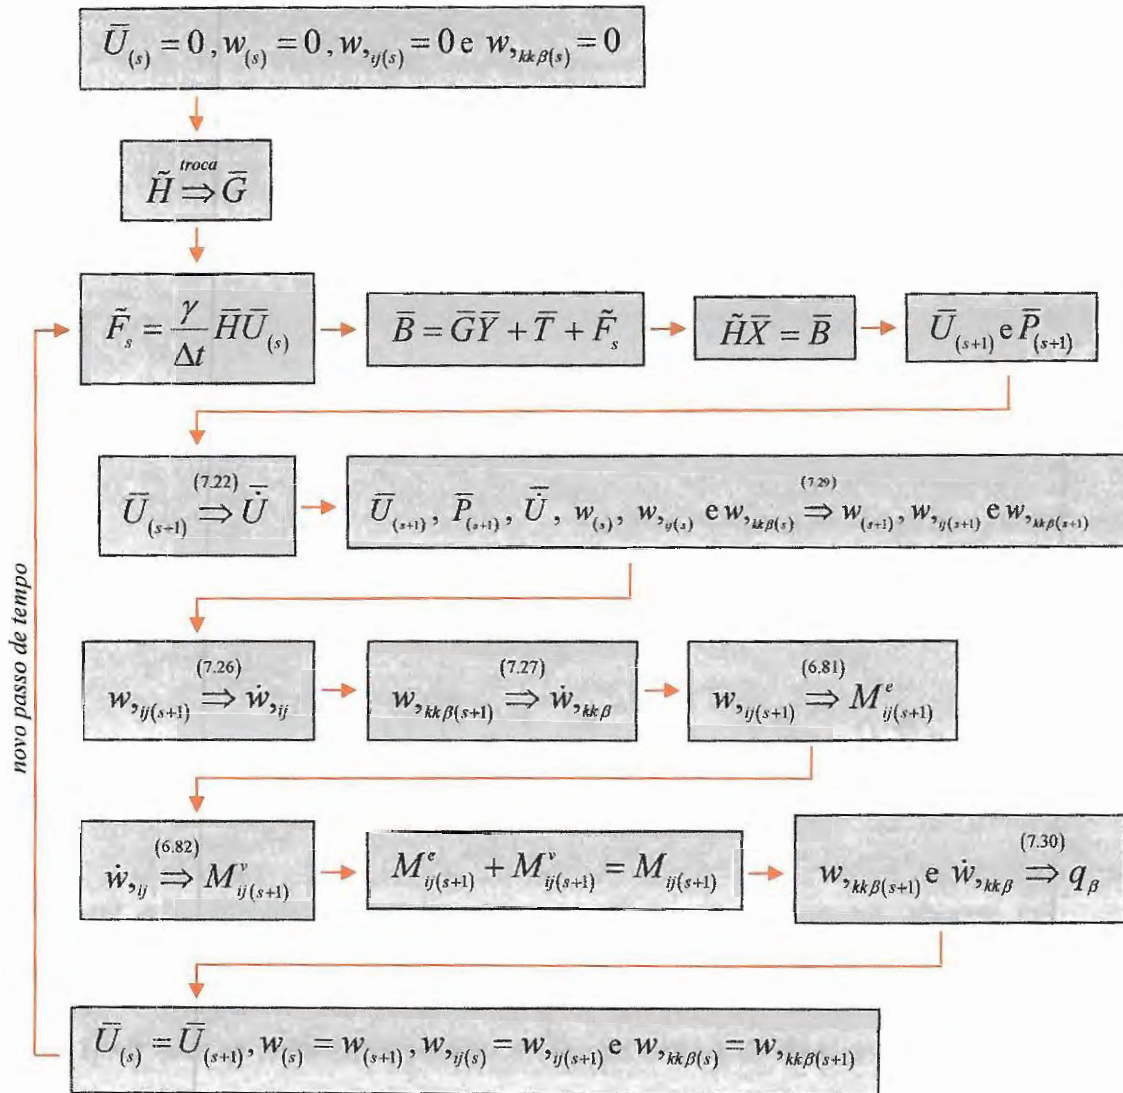 Ū₍ₛ₎ = 0, w₍ₛ₎ = 0, w,ᵢⱼ₍ₛ₎ = 0 e w,ₖₖᵦ₍ₛ₎ = 0
troca
H̃ ⇒ Ḡ
F̃ₛ = γ/Δt H̄Ū₍ₛ₎
B̄ = ḠȲ + T̄ + F̃ₛ
H̃X̄ = B̄
Ū₍ₛ₊₁₎ e P̄₍ₛ₊₁₎
(7.22)
Ū₍ₛ₊₁₎ ⇒ U̇̄
(7.29)
Ū₍ₛ₊₁₎, P̄₍ₛ₊₁₎, U̇̄, w₍ₛ₎, w,ᵢⱼ₍ₛ₎ e w,ₖₖᵦ₍ₛ₎ ⇒ w₍ₛ₊₁₎, w,ᵢⱼ₍ₛ₊₁₎ e w,ₖₖᵦ₍ₛ₊₁₎
novo passo de tempo
(7.26)
w,ᵢⱼ₍ₛ₊₁₎ ⇒ ẇ,ᵢⱼ
(7.27)
w,ₖₖᵦ₍ₛ₊₁₎ ⇒ ẇ,ₖₖᵦ
(6.81)
w,ᵢⱼ₍ₛ₊₁₎ ⇒ Mᵉᵢⱼ₍ₛ₊₁₎
(6.82)
ẇ,ᵢⱼ ⇒ Mᵛᵢⱼ₍ₛ₊₁₎
Mᵉᵢⱼ₍ₛ₊₁₎ + Mᵛᵢⱼ₍ₛ₊₁₎ = Mᵢⱼ₍ₛ₊₁₎
(7.30)
w,ₖₖᵦ₍ₛ₊₁₎ e ẇ,ₖₖᵦ ⇒ qᵦ
Ū₍ₛ₎ = Ū₍ₛ₊₁₎, w₍ₛ₎ = w₍ₛ₊₁₎, w,ᵢⱼ₍ₛ₎ = w,ᵢⱼ₍ₛ₊₁₎ e w,ₖₖᵦ₍ₛ₎ = w,ₖₖᵦ₍ₛ₊₁₎